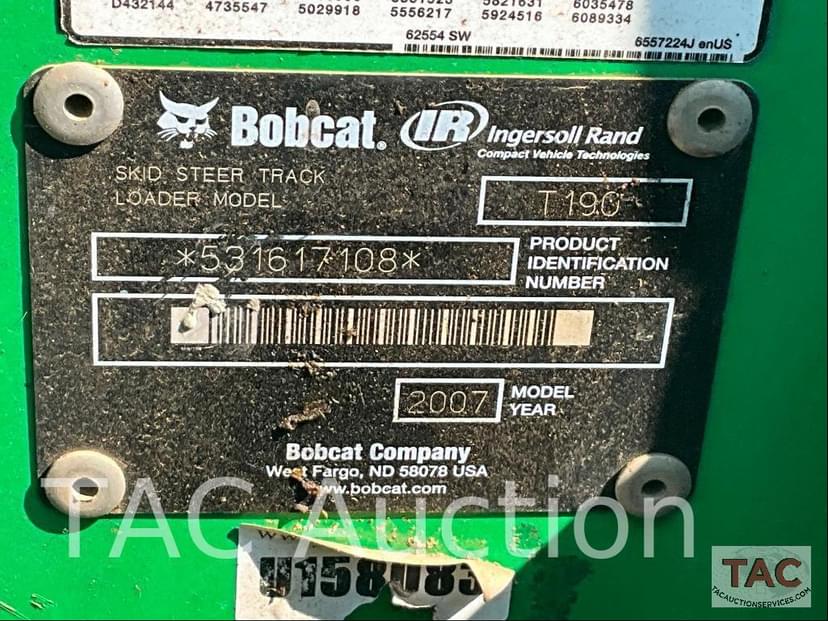 D432144 4735547 5029918 5556217 5924516 6089334
6035478
62554 SW
6557224J enUS
Bobcat®
IR Ingersoll Rand
Compact Vehicle Technologies
SKID STEER TRACK
LOADER MODEL
T190
*531617108*
PRODUCT
IDENTIFICATION
NUMBER
2007
MODEL
YEAR
Bobcat Company
West Fargo, ND 58078 USA
www.bobcat.com
TAC Auction
TAC
TACAUCTIONSERVICES.COM